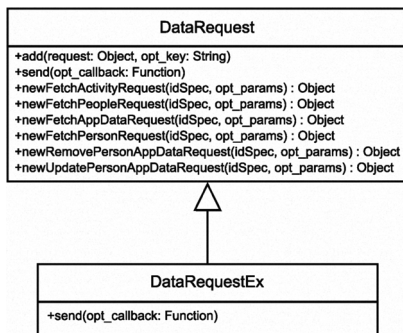 DataRequest
+add(request: Object, opt_key: String)
+send(opt_callback: Function)
+newFetchActivityRequest(idSpec, opt_params) : Object
+newFetchPeopleRequest(idSpec, opt_params) : Object
+newFetchAppDataRequest(idSpec, opt_params) : Object
+newFetchPersonRequest(idSpec, opt_params) : Object
+newRemovePersonAppDataRequest(idSpec, opt_params) : Object
+newUpdatePersonAppDataRequest(idSpec, opt_params) : Object
DataRequestEx
+send(opt_callback: Function)